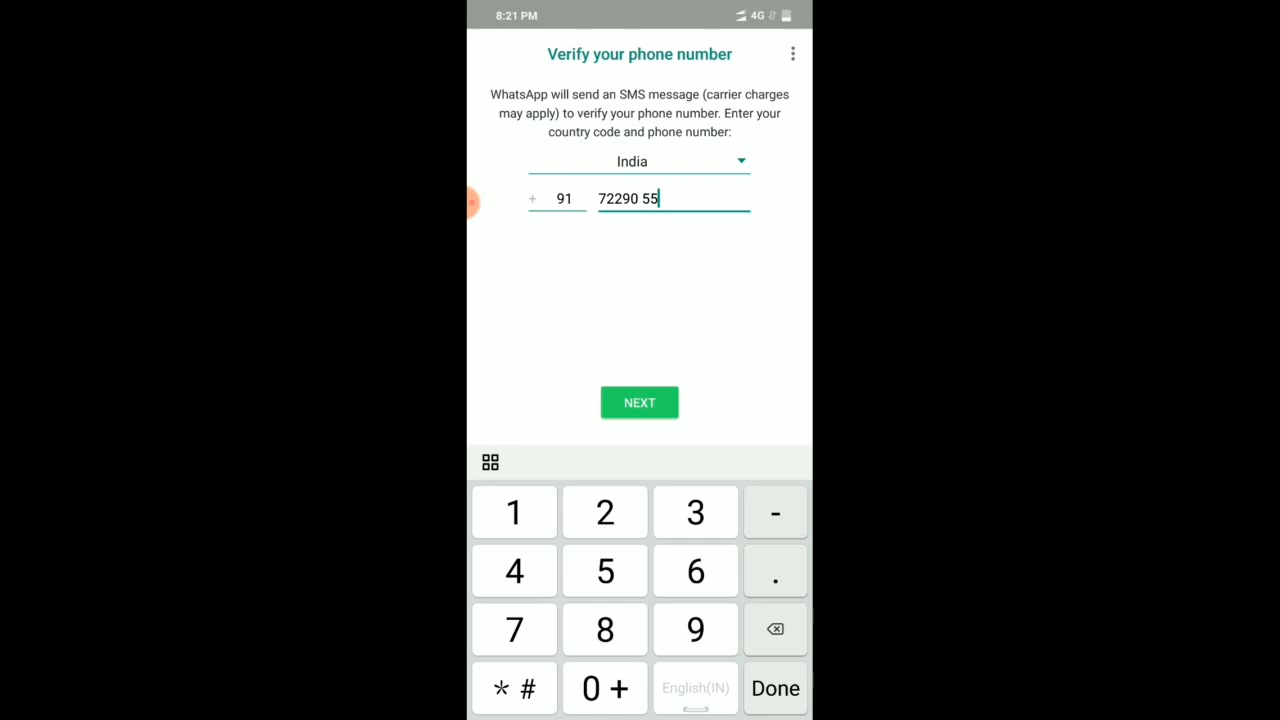 8:21 PM 4G
Verify your phone number
WhatsApp will send an SMS message (carrier charges
may apply) to verify your phone number. Enter your
country code and phone number:
India
+ 91 72290 55
NEXT
1 2 3 -
4 5 6 .
7 8 9
* # 0 + English(IN) Done